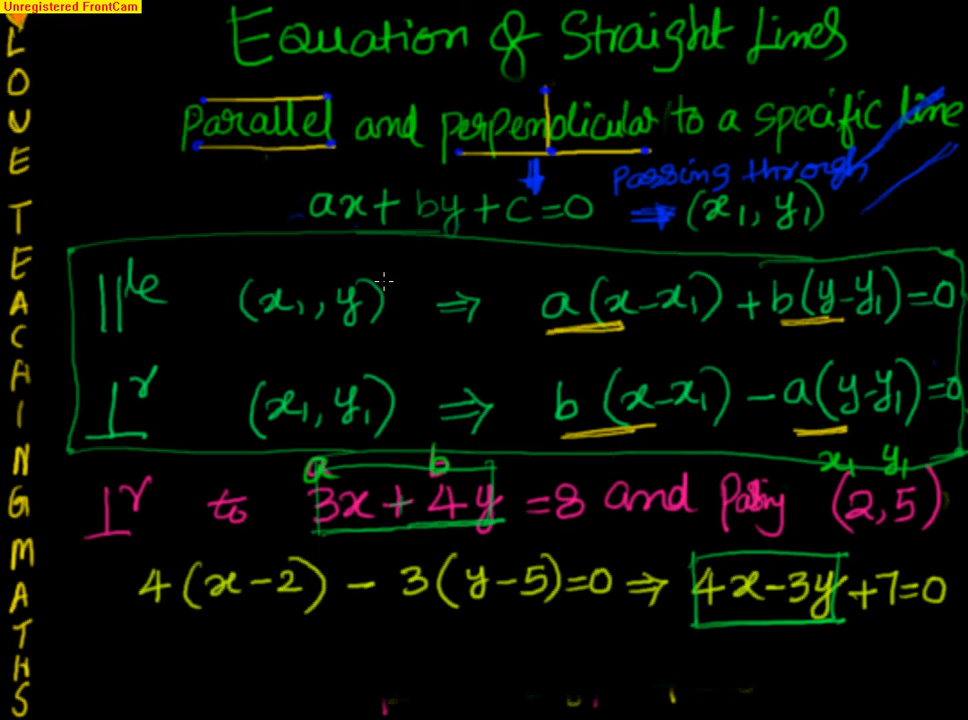 Unregistered FrontCam
LOVE TEACHING MATHS
Equation of Straight Lines
Parallel and perpendicular to a specific line
Passing through
ax + by + c = 0 ⇒ (x₁, y₁)
||le (x₁, y) ⇒ a(x-x₁) + b(y-y₁) = 0
⊥r (x₁, y₁) ⇒ b(x-x₁) - a(y-y₁) = 0
a b x₁ y₁
⊥r to 3x + 4y = 8 and Pasing (2,5)
4(x-2) - 3(y-5) = 0 ⇒ 4x-3y+7=0